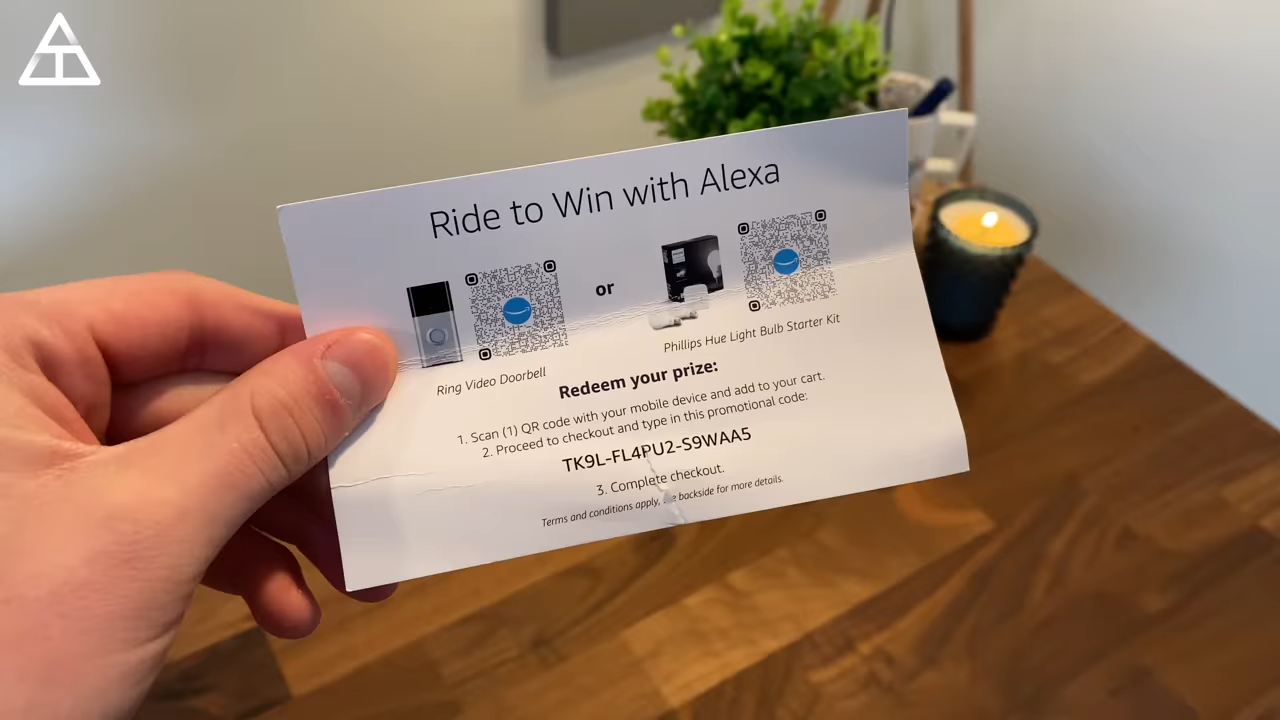 Ride to Win with Alexa
or
Ring Video Doorbell
Phillips Hue Light Bulb Starter Kit
Redeem your prize:
1. Scan (1) QR code with your mobile device and add to your cart.
2. Proceed to checkout and type in this promotional code:
TK9L-FL4PU2-S9WAA5
3. Complete checkout.
Terms and conditions apply, backside for more details.